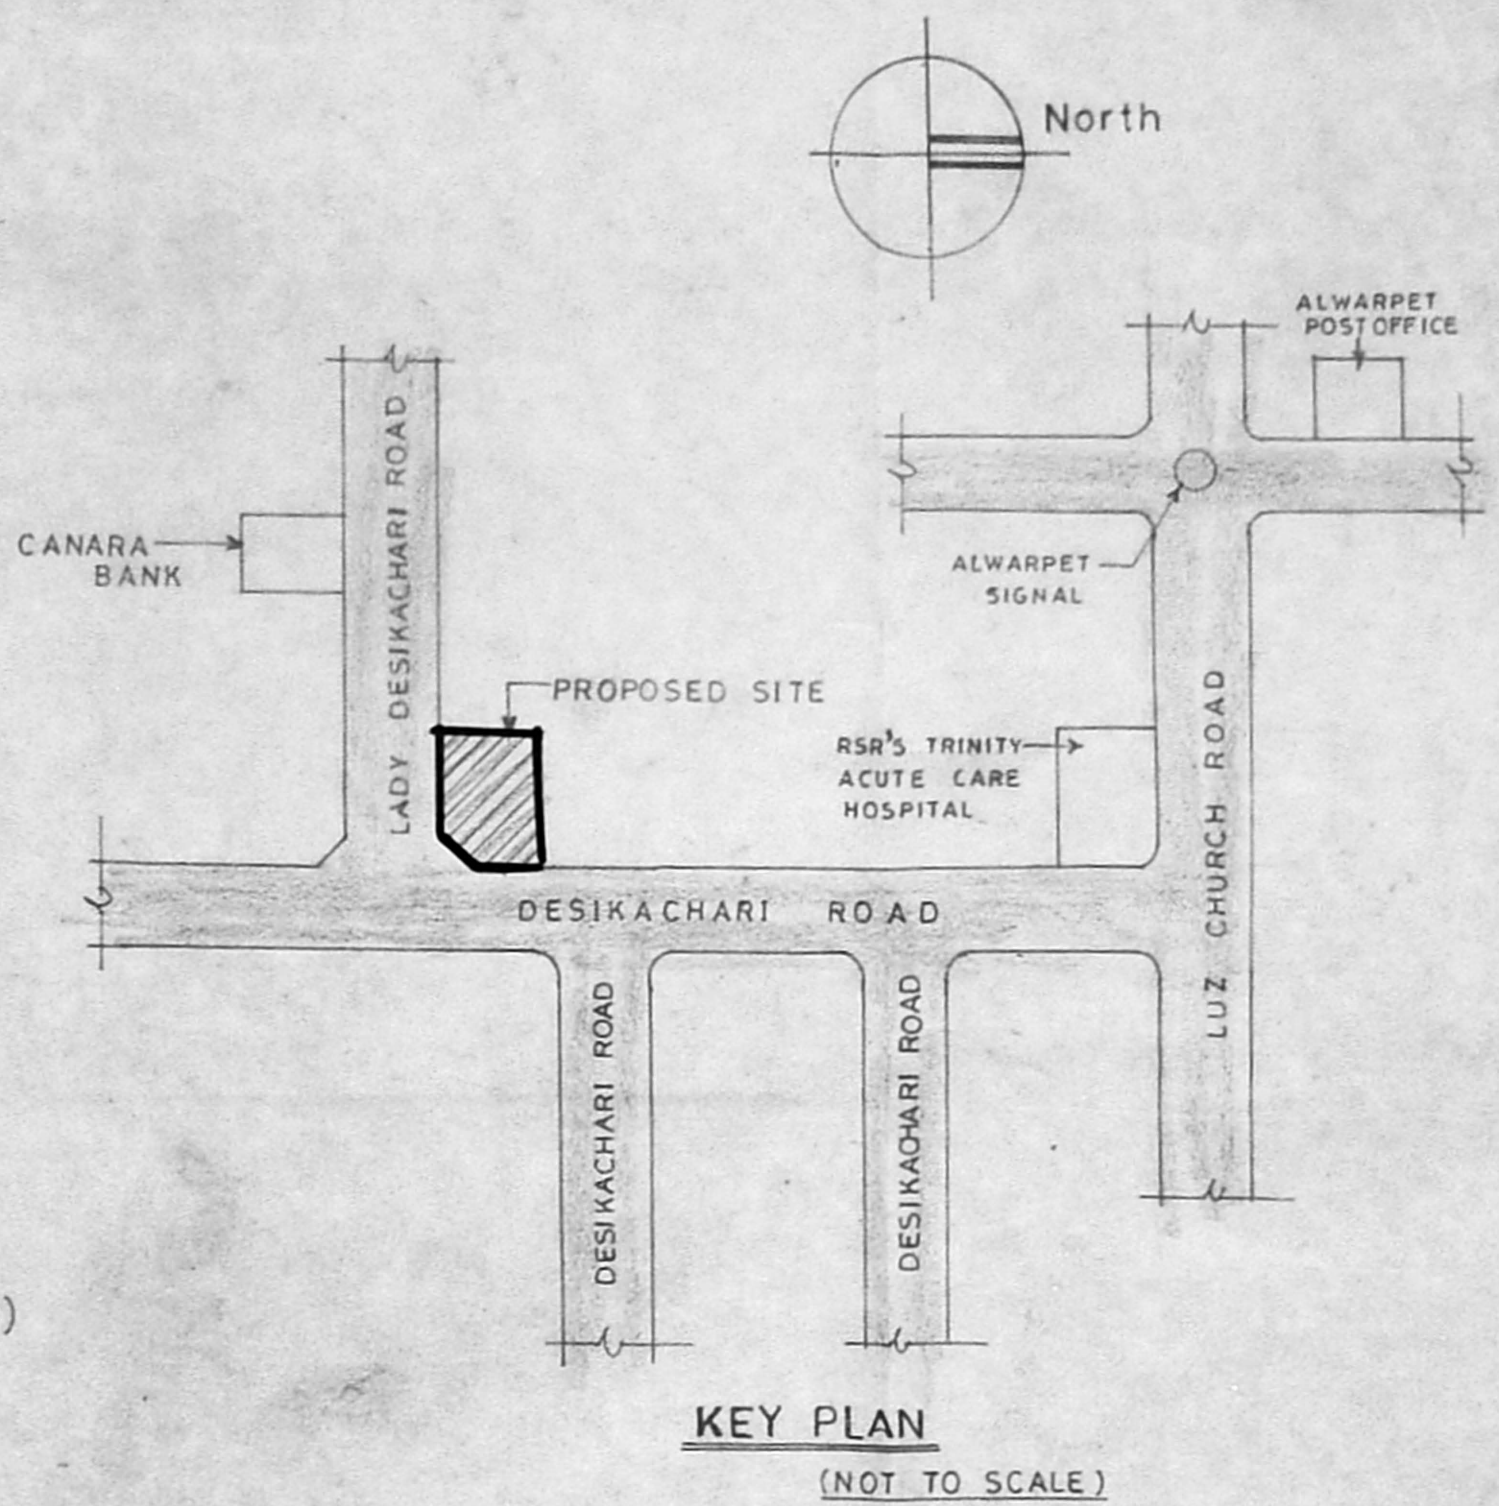 North
ALWARPET
POST OFFICE
LADY DESIKACHARI ROAD
CANARA
BANK
ALWARPET
SIGNAL
PROPOSED SITE
RSR'S TRINITY
ACUTE CARE
HOSPITAL
LUZ CHURCH ROAD
DESIKACHARI ROAD
DESIKACHARI ROAD
DESIKACHARI ROAD
)
KEY PLAN
(NOT TO SCALE)